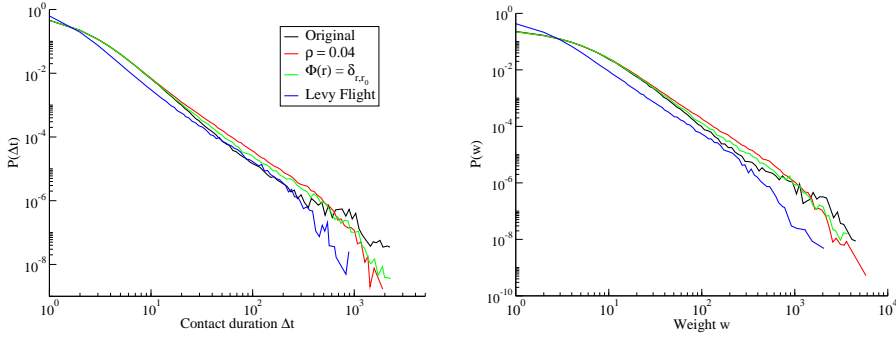 10^0
10^-2
10^-4
10^-6
10^-8
P(Δt)
10^0
10^1
10^2
10^3
Contact duration Δt
Original
ρ = 0.04
Φ(r) = δ_{r,r_0}
Levy Flight
10^0
10^-2
10^-4
10^-6
10^-8
10^-10
P(w)
10^0
10^1
10^2
10^3
10^4
Weight w